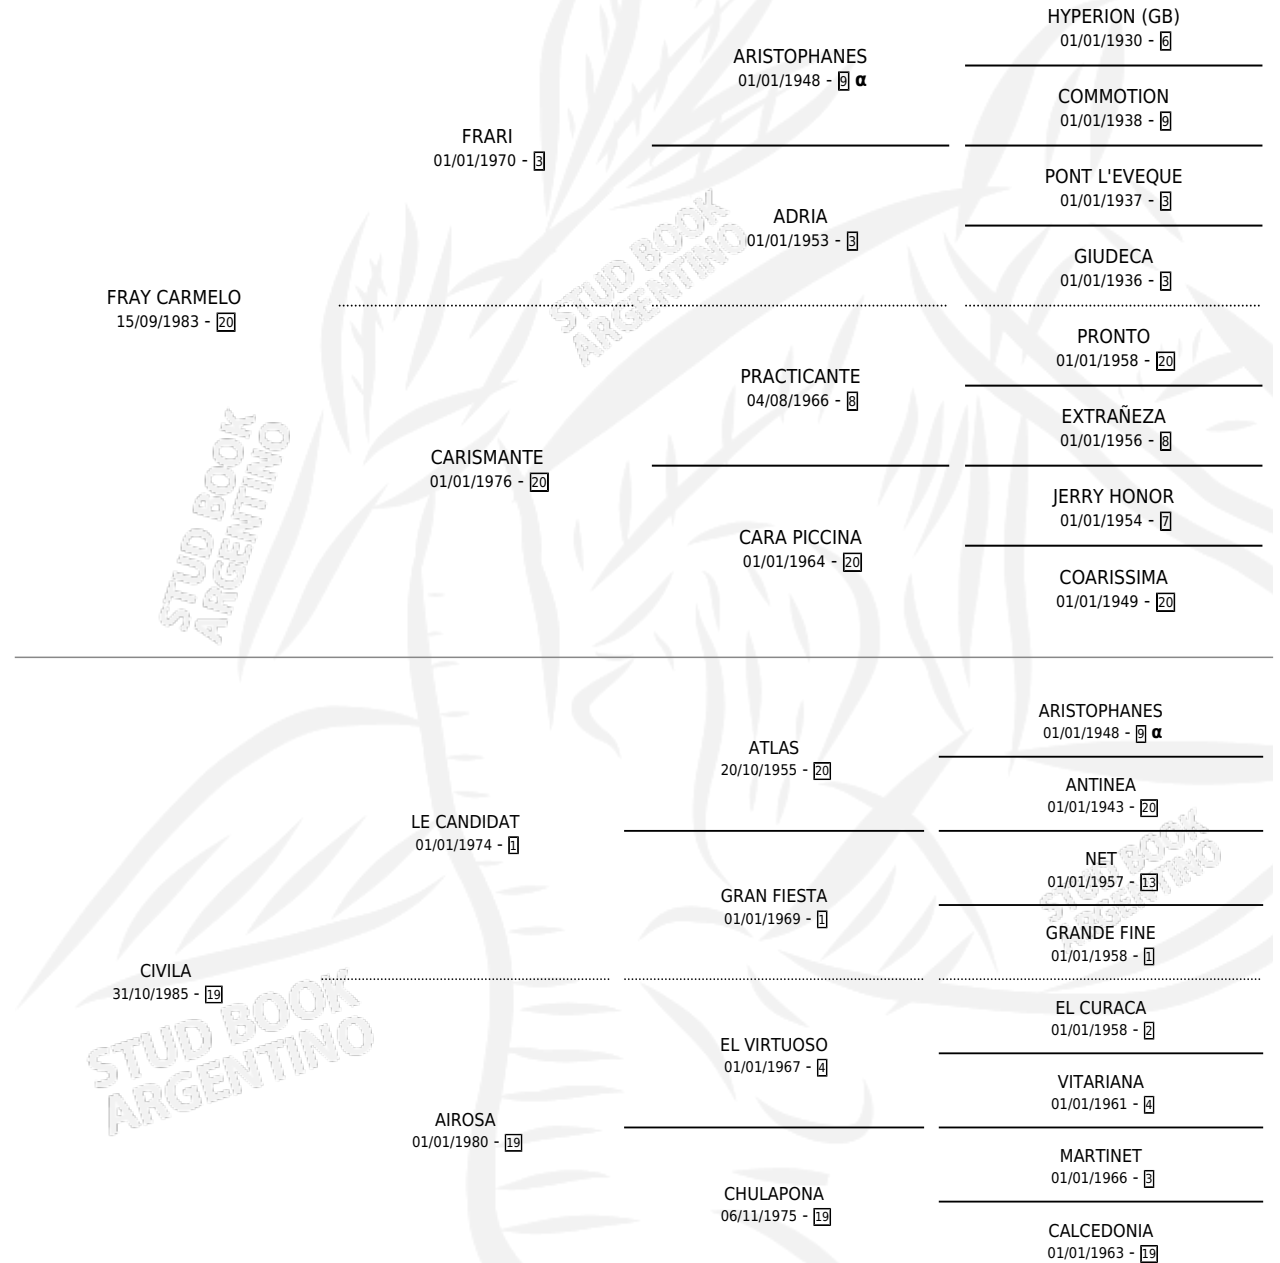 HYPERION (GB)
01/01/1930 - 6
ARISTOPHANES
01/01/1948 - 9 α
COMMOTION
01/01/1938 - 9
FRARI
01/01/1970 - 3
PONT L'EVEQUE
01/01/1937 - 3
ADRIA
01/01/1953 - 3
GIUDECA
01/01/1936 - 3
FRAY CARMELO
15/09/1983 - 20
PRONTO
01/01/1958 - 20
PRACTICANTE
04/08/1966 - 8
EXTRAÑEZA
01/01/1956 - 8
CARISMANTE
01/01/1976 - 20
JERRY HONOR
01/01/1954 - 7
CARA PICCINA
01/01/1964 - 20
COARISSIMA
01/01/1949 - 20
ARISTOPHANES
01/01/1948 - 9 α
ATLAS
20/10/1955 - 20
ANTINEA
01/01/1943 - 20
LE CANDIDAT
01/01/1974 - 1
NET
01/01/1957 - 13
GRAN FIESTA
01/01/1969 - 1
GRANDE FINE
01/01/1958 - 1
CIVILA
31/10/1985 - 19
EL CURACA
01/01/1958 - 2
EL VIRTUOSO
01/01/1967 - 4
VITARIANA
01/01/1961 - 4
AIROSA
01/01/1980 - 19
MARTINET
01/01/1966 - 3
CHULAPONA
06/11/1975 - 19
CALCEDONIA
01/01/1963 - 19
STUD BOOK
ARGENTINO
STUD BOOK
ARGENTINO
STUD BOOK
ARGENTINO
STUD BOOK
ARGENTINO